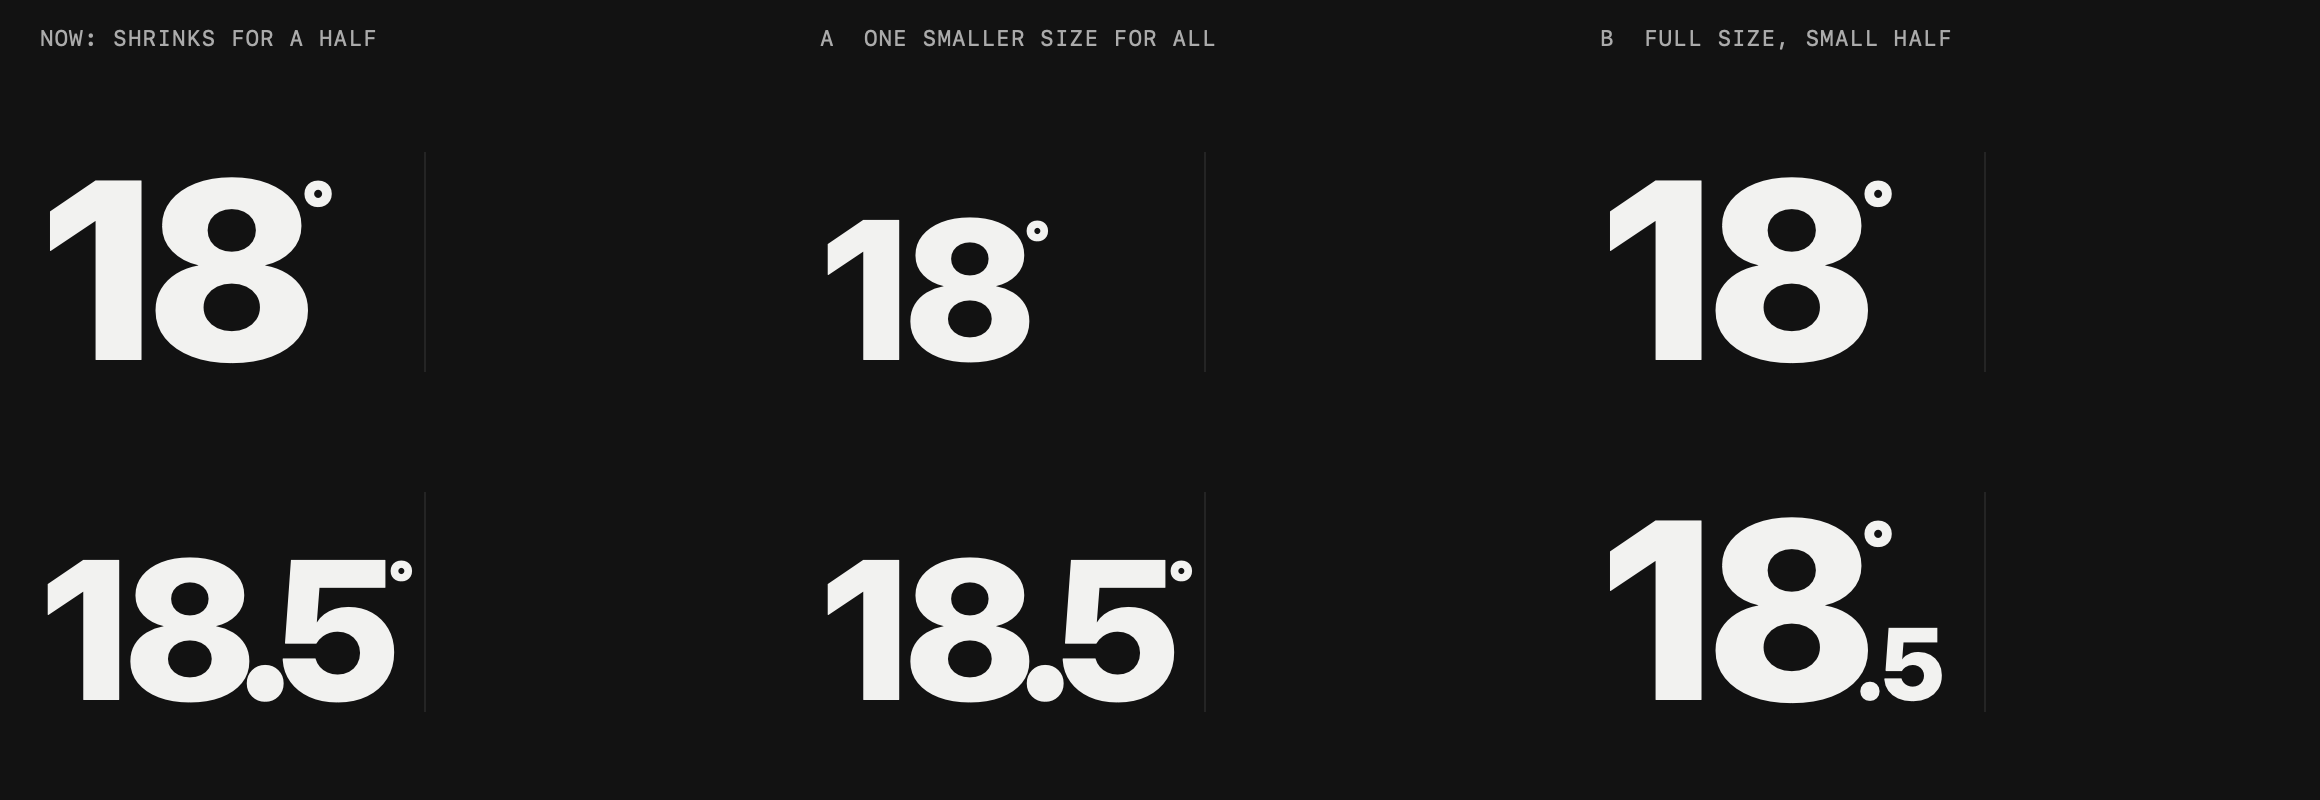 NOW: SHRINKS FOR A HALF
A ONE SMALLER SIZE FOR ALL
B FULL SIZE, SMALL HALF
18°
18°
18°
18.5°
18.5°
18°.5